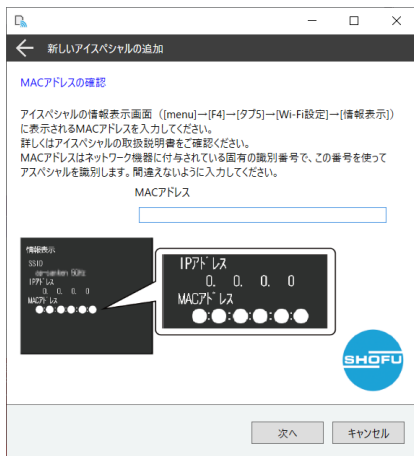 新しいアイスペシャルの追加
MACアドレスの確認
アイスペシャルの情報表示画面（[menu]→[F4]→[タブ5]→[Wi-Fi設定]→[情報表示]）
に表示されるMACアドレスを入力してください。
詳しくはアイスペシャルの取扱説明書をご確認ください。
MACアドレスはネットワーク機器に付与されている固有の識別番号で、この番号を使って
アスペシャルを識別します。間違えないように入力してください。
MACアドレス
情報表示
SSID
IPｱﾄﾞﾚｽ
0. 0. 0. 0
MACｱﾄﾞﾚｽ
IPｱﾄﾞﾚｽ
0. 0. 0. 0
MACｱﾄﾞﾚｽ
SHOFU
次へ
キャンセル